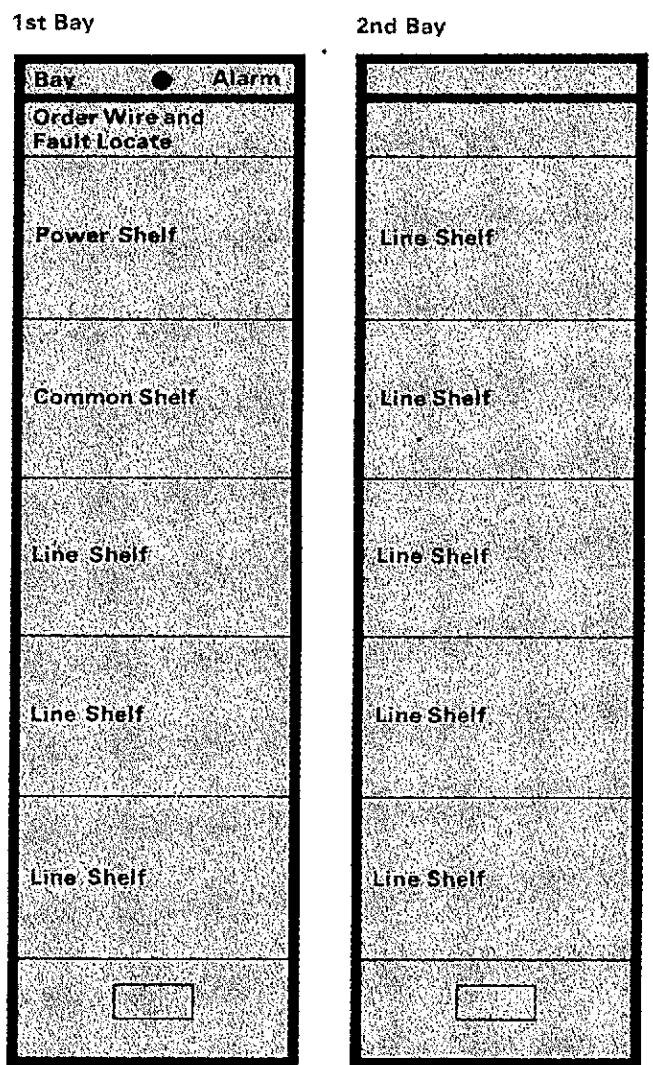 1st Bay
Bay Alarm
Order Wire and
Fault Locate
Power Shelf
Common Shelf
Line Shelf
Line Shelf
Line Shelf
2nd Bay
Line Shelf
Line Shelf
Line Shelf
Line Shelf
Line Shelf